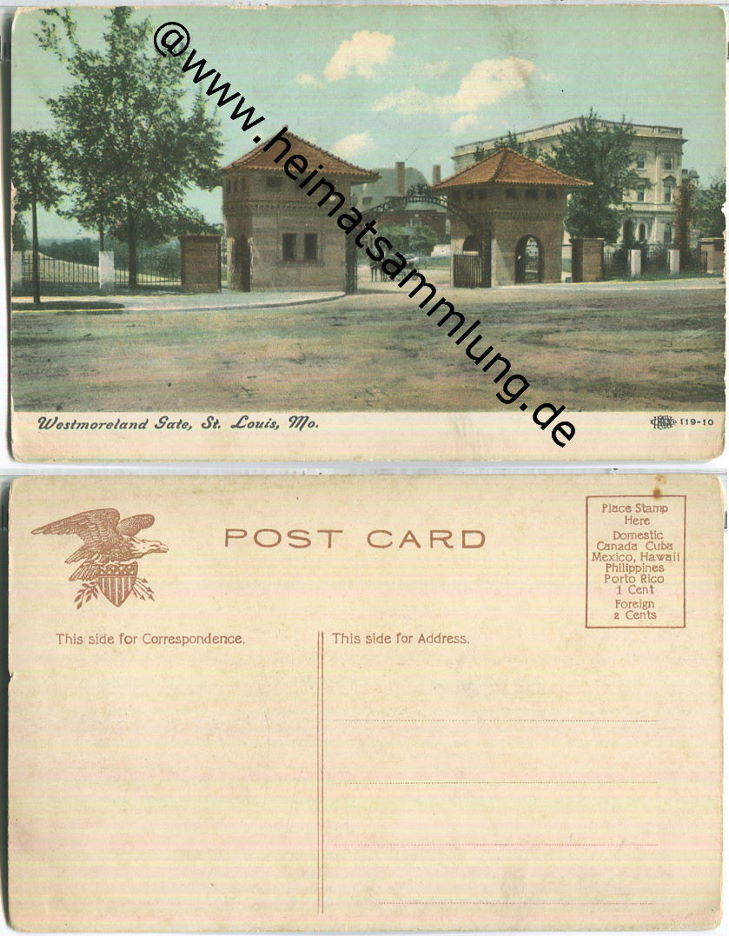 @www.heimatsammlung.de
Westmoreland Gate, St. Louis, Mo.
119-10
POST CARD
Place Stamp
Here
Domestic
Canada Cuba
Mexico, Hawaii
Philippines
Porto Rico
1 Cent
Foreign
2 Cents
This side for Correspondence.
This side for Address.